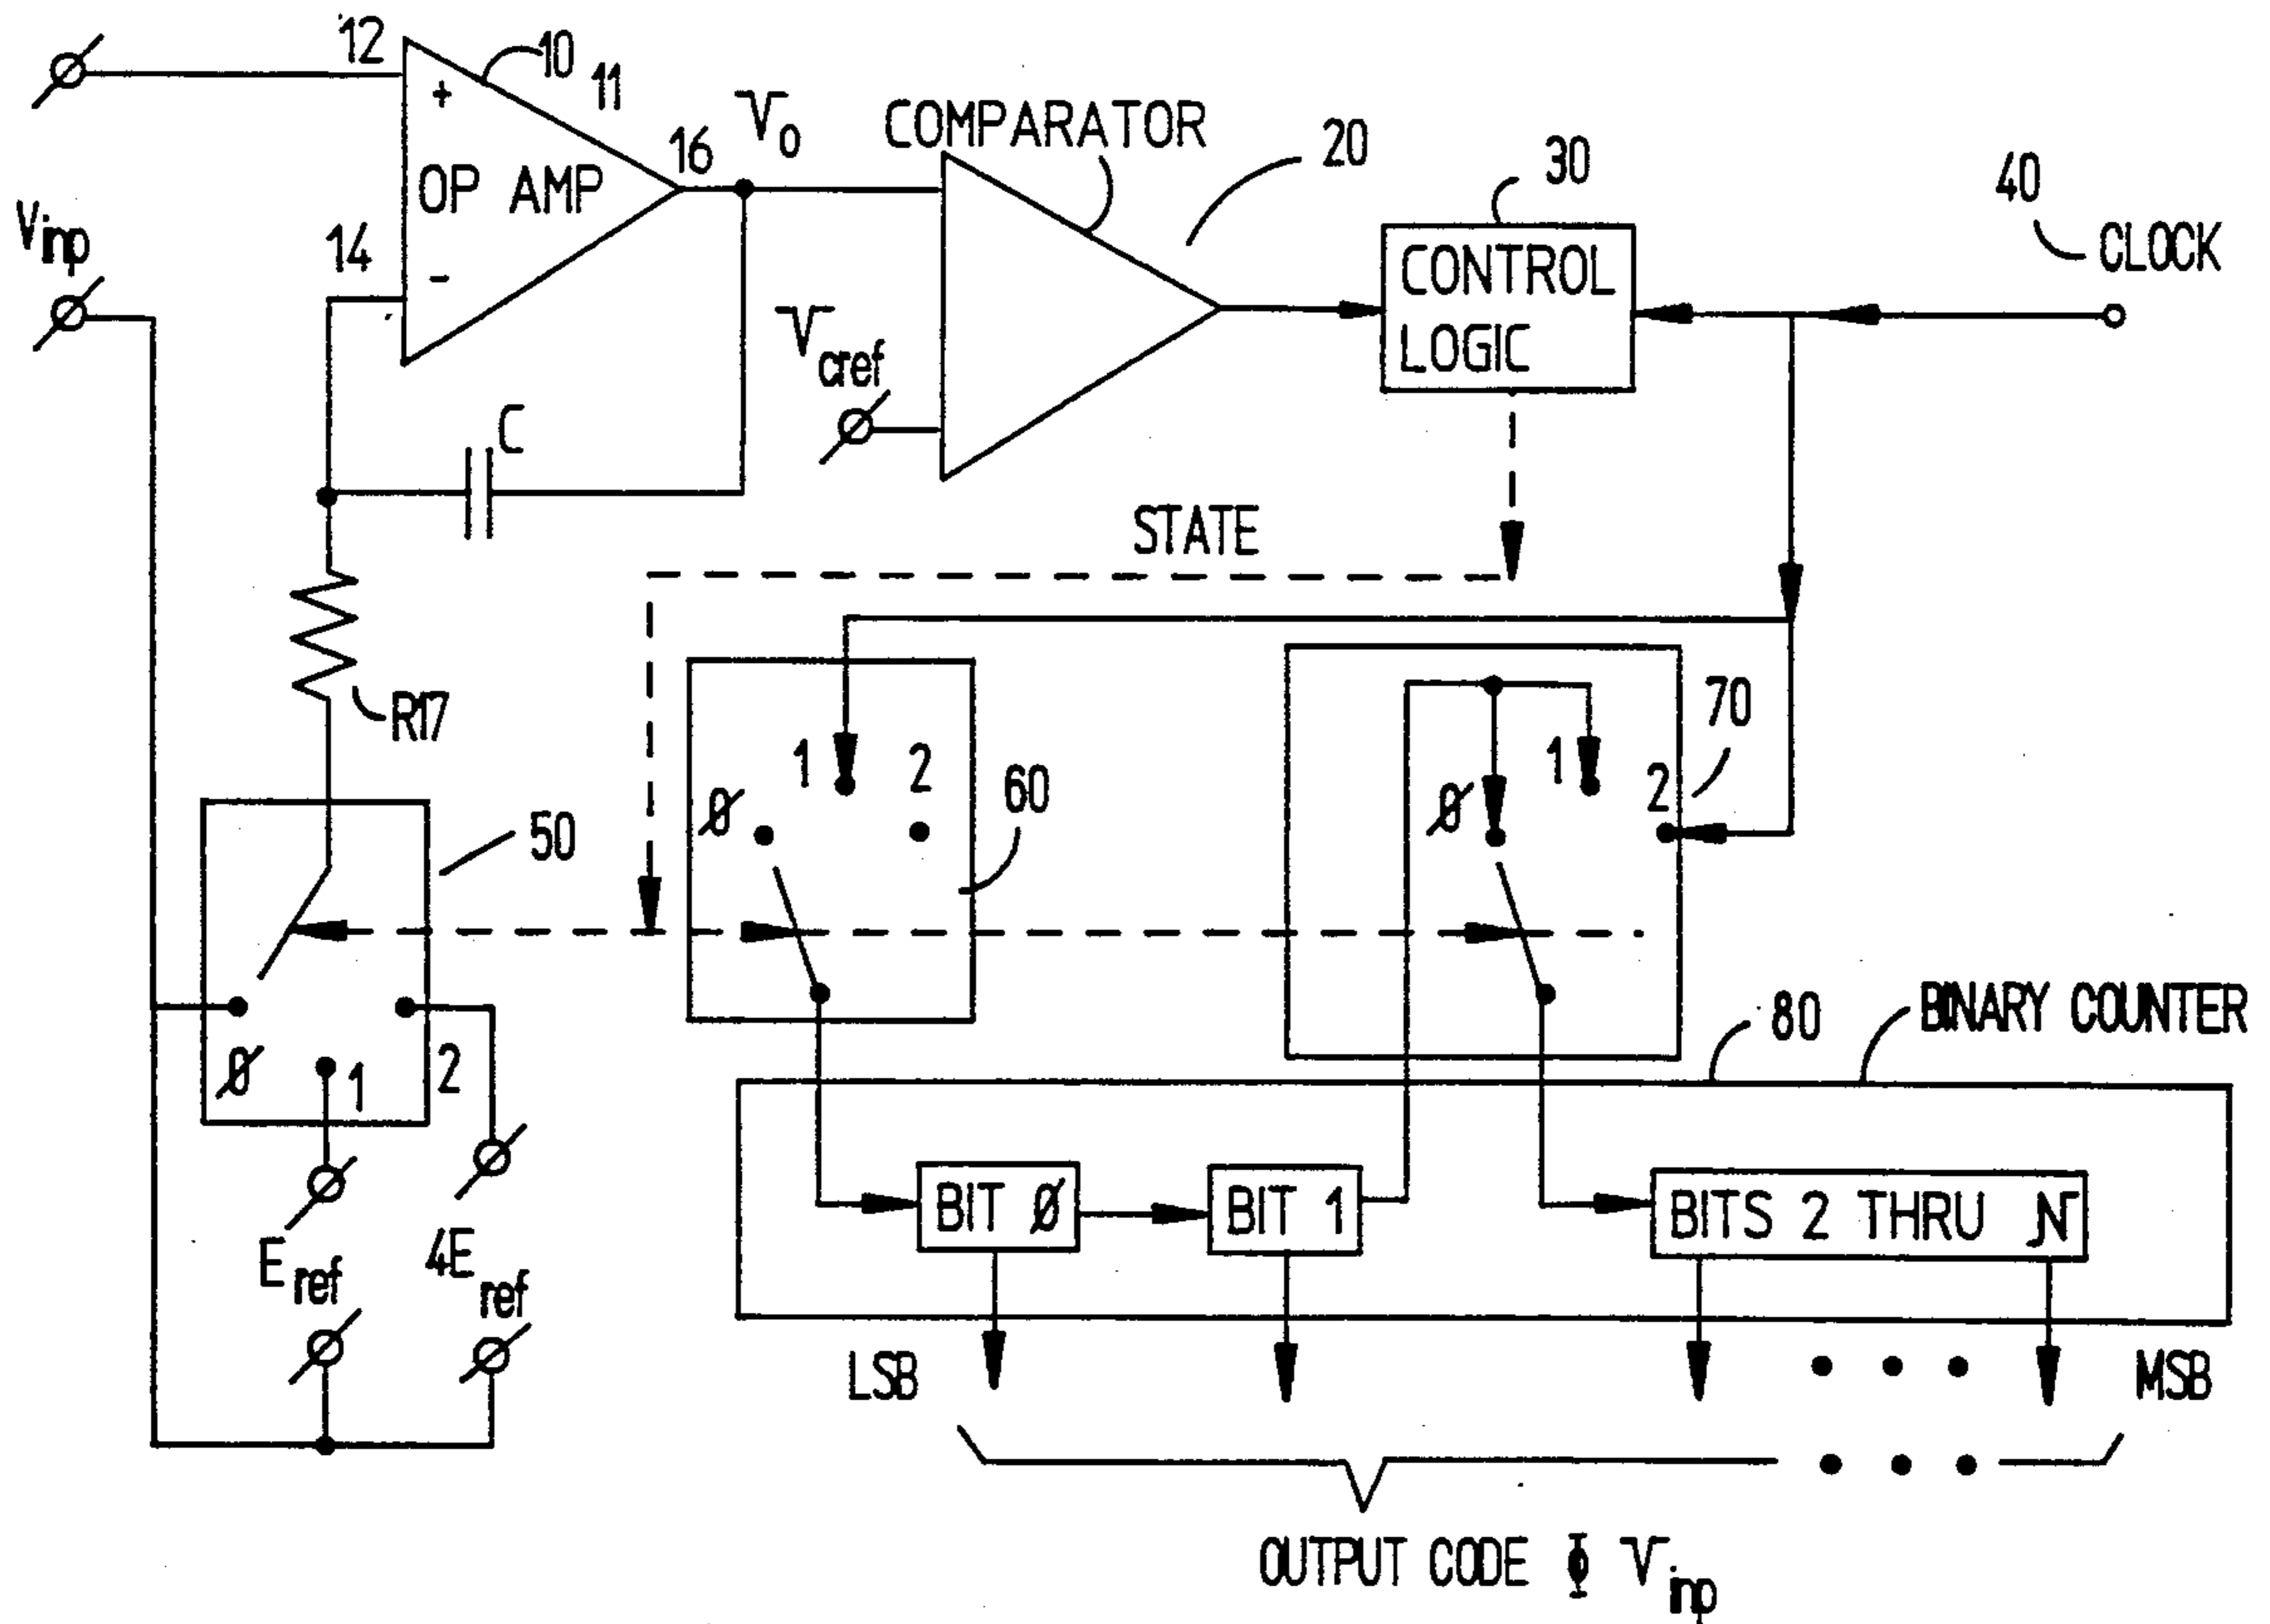 12
10
11
+
OP AMP
16
V₀
COMPARATOR
20
30
40
CLOCK
Vinp
14
-
CONTROL
LOGIC
Vcref
C
STATE
R17
50
Ø
1
2
60
Ø
1
2
70
Ø
1
2
Eref
4Eref
80
BINARY COUNTER
BIT Ø
BIT 1
BITS 2 THRU N
LSB
MSB
OUTPUT CODE Φ Vinp